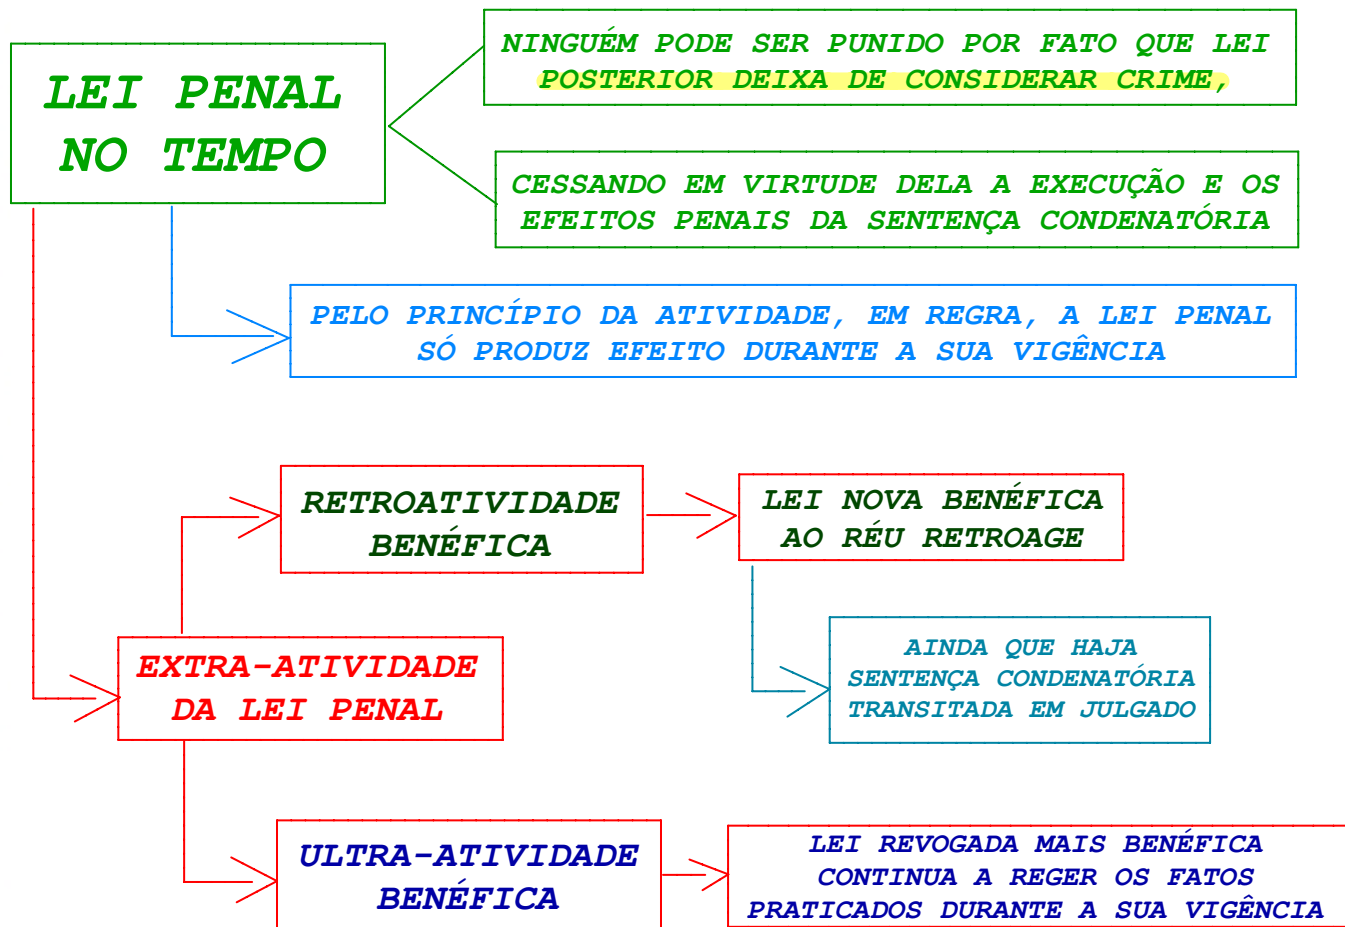 LEI PENAL
NO TEMPO
NINGUÉM PODE SER PUNIDO POR FATO QUE LEI
POSTERIOR DEIXA DE CONSIDERAR CRIME,
CESSANDO EM VIRTUDE DELA A EXECUÇÃO E OS
EFEITOS PENAIS DA SENTENÇA CONDENATÓRIA
PELO PRINCÍPIO DA ATIVIDADE, EM REGRA, A LEI PENAL
SÓ PRODUZ EFEITO DURANTE A SUA VIGÊNCIA
EXTRA-ATIVIDADE
DA LEI PENAL
RETROATIVIDADE
BENÉFICA
LEI NOVA BENÉFICA
AO RÉU RETROAGE
AINDA QUE HAJA
SENTENÇA CONDENATÓRIA
TRANSITADA EM JULGADO
ULTRA-ATIVIDADE
BENÉFICA
LEI REVOGADA MAIS BENÉFICA
CONTINUA A REGER OS FATOS
PRATICADOS DURANTE A SUA VIGÊNCIA